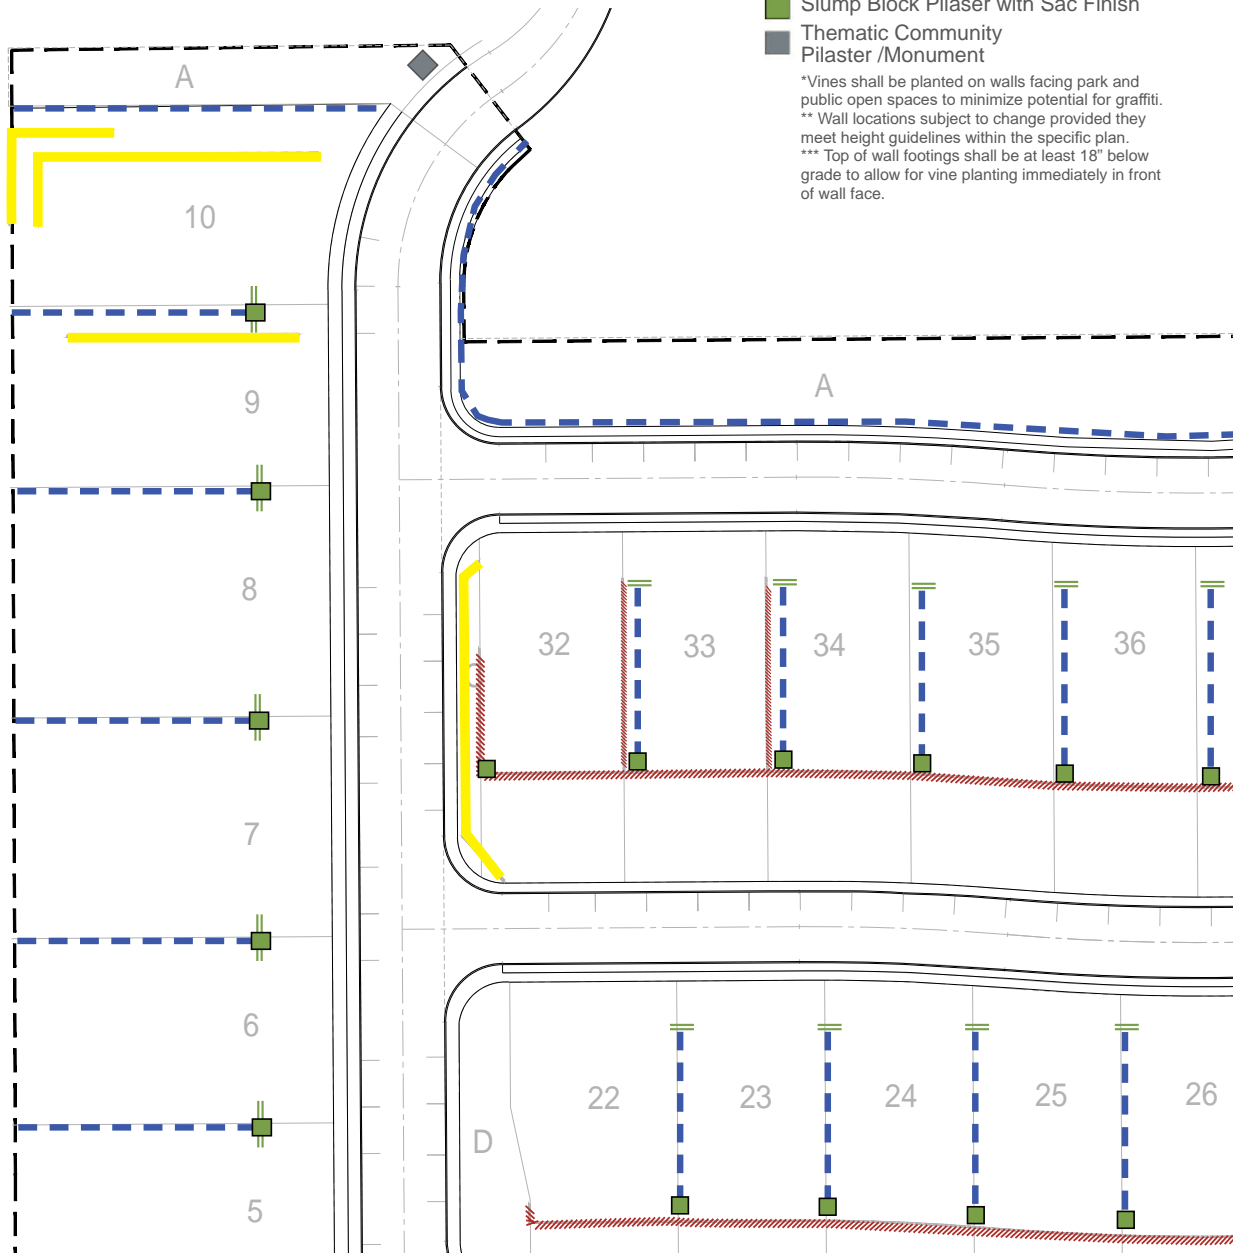 Slump Block Pilaser with Sac Finish
Thematic Community
Pilaster /Monument
*Vines shall be planted on walls facing park and
public open spaces to minimize potential for graffiti.
** Wall locations subject to change provided they
meet height guidelines within the specific plan.
*** Top of wall footings shall be at least 18” below
grade to allow for vine planting immediately in front
of wall face.
A
10
A
9
8
32
33
34
35
36
7
6
22
23
24
25
26
D
5